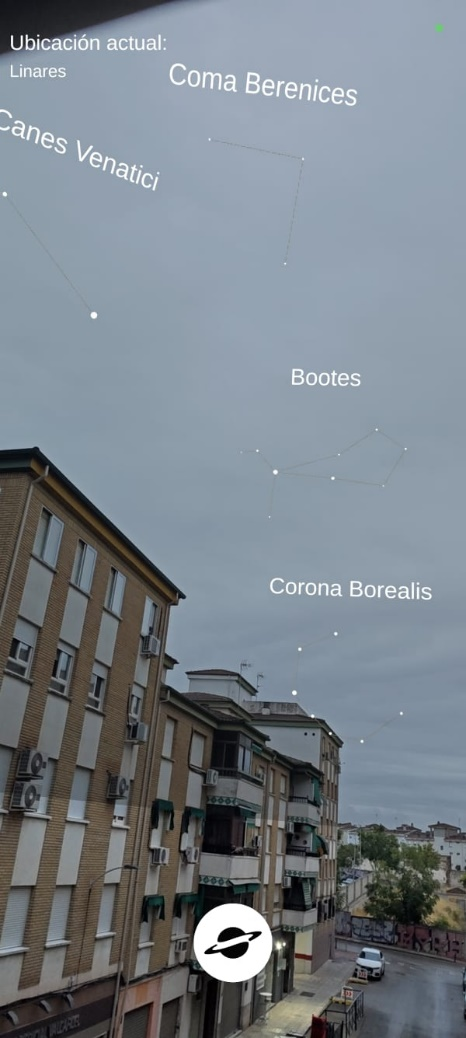 Ubicación actual:
Linares
Coma Berenices
Canes Venatici
Bootes
Corona Borealis